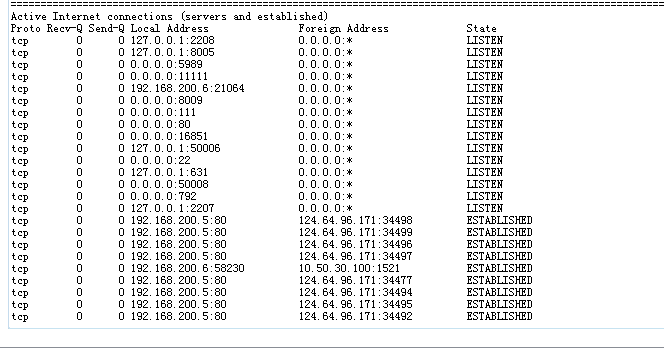 Active Internet connections (servers and established)
Proto Recv-Q Send-Q Local Address Foreign Address State
tcp 0 0 127.0.0.1:2208 0.0.0.0:* LISTEN
tcp 0 0 127.0.0.1:8005 0.0.0.0:* LISTEN
tcp 0 0 0.0.0.0:5989 0.0.0.0:* LISTEN
tcp 0 0 0.0.0.0:11111 0.0.0.0:* LISTEN
tcp 0 0 192.168.200.6:21064 0.0.0.0:* LISTEN
tcp 0 0 0.0.0.0:8009 0.0.0.0:* LISTEN
tcp 0 0 0.0.0.0:111 0.0.0.0:* LISTEN
tcp 0 0 0.0.0.0:80 0.0.0.0:* LISTEN
tcp 0 0 0.0.0.0:16851 0.0.0.0:* LISTEN
tcp 0 0 127.0.0.1:50006 0.0.0.0:* LISTEN
tcp 0 0 0.0.0.0:22 0.0.0.0:* LISTEN
tcp 0 0 127.0.0.1:631 0.0.0.0:* LISTEN
tcp 0 0 0.0.0.0:50008 0.0.0.0:* LISTEN
tcp 0 0 0.0.0.0:792 0.0.0.0:* LISTEN
tcp 0 0 127.0.0.1:2207 0.0.0.0:* LISTEN
tcp 0 0 192.168.200.5:80 124.64.96.171:34498 ESTABLISHED
tcp 0 0 192.168.200.5:80 124.64.96.171:34499 ESTABLISHED
tcp 0 0 192.168.200.5:80 124.64.96.171:34496 ESTABLISHED
tcp 0 0 192.168.200.5:80 124.64.96.171:34497 ESTABLISHED
tcp 0 0 192.168.200.6:58230 10.50.30.100:1521 ESTABLISHED
tcp 0 0 192.168.200.5:80 124.64.96.171:34477 ESTABLISHED
tcp 0 0 192.168.200.5:80 124.64.96.171:34494 ESTABLISHED
tcp 0 0 192.168.200.5:80 124.64.96.171:34495 ESTABLISHED
tcp 0 0 192.168.200.5:80 124.64.96.171:34492 ESTABLISHED